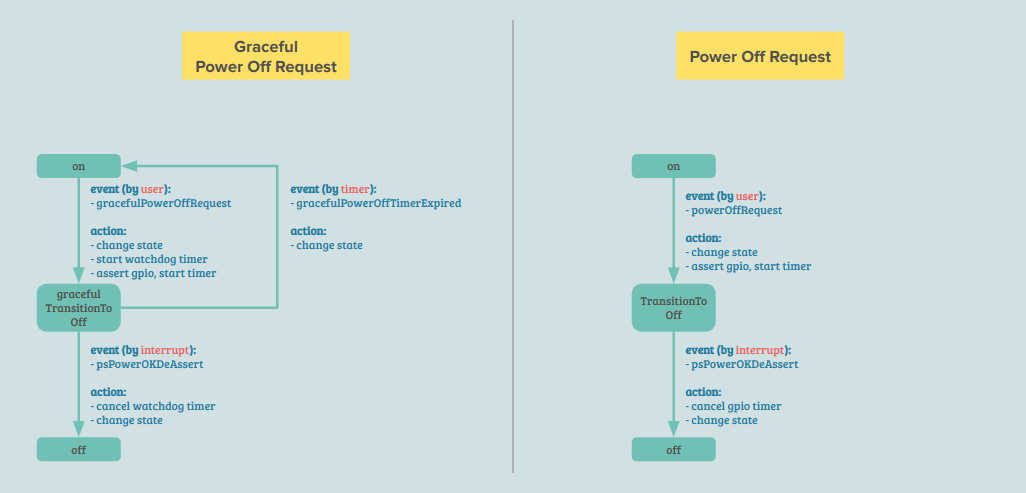 Graceful
Power Off Request
on
event (by user):
- gracefulPowerOffRequest
action:
- change state
- start watchdog timer
- assert gpio, start timer
event (by timer):
- gracefulPowerOffTimerExpired
action:
- change state
graceful
TransitionTo
Off
event (by interrupt):
- psPowerOKDeAssert
action:
- cancel watchdog timer
- change state
off
Power Off Request
on
event (by user):
- powerOffRequest
action:
- change state
- assert gpio, start timer
TransitionTo
Off
event (by interrupt):
- psPowerOKDeAssert
action:
- cancel gpio timer
- change state
off